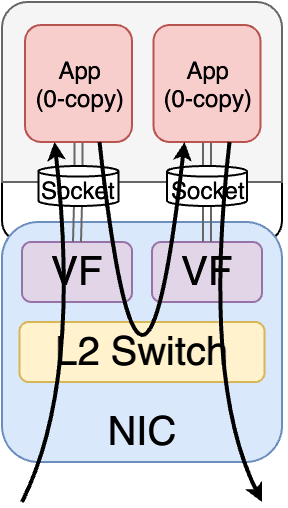 App
(0-copy)
App
(0-copy)
Socket
Socket
VF
VF
L2 Switch
NIC